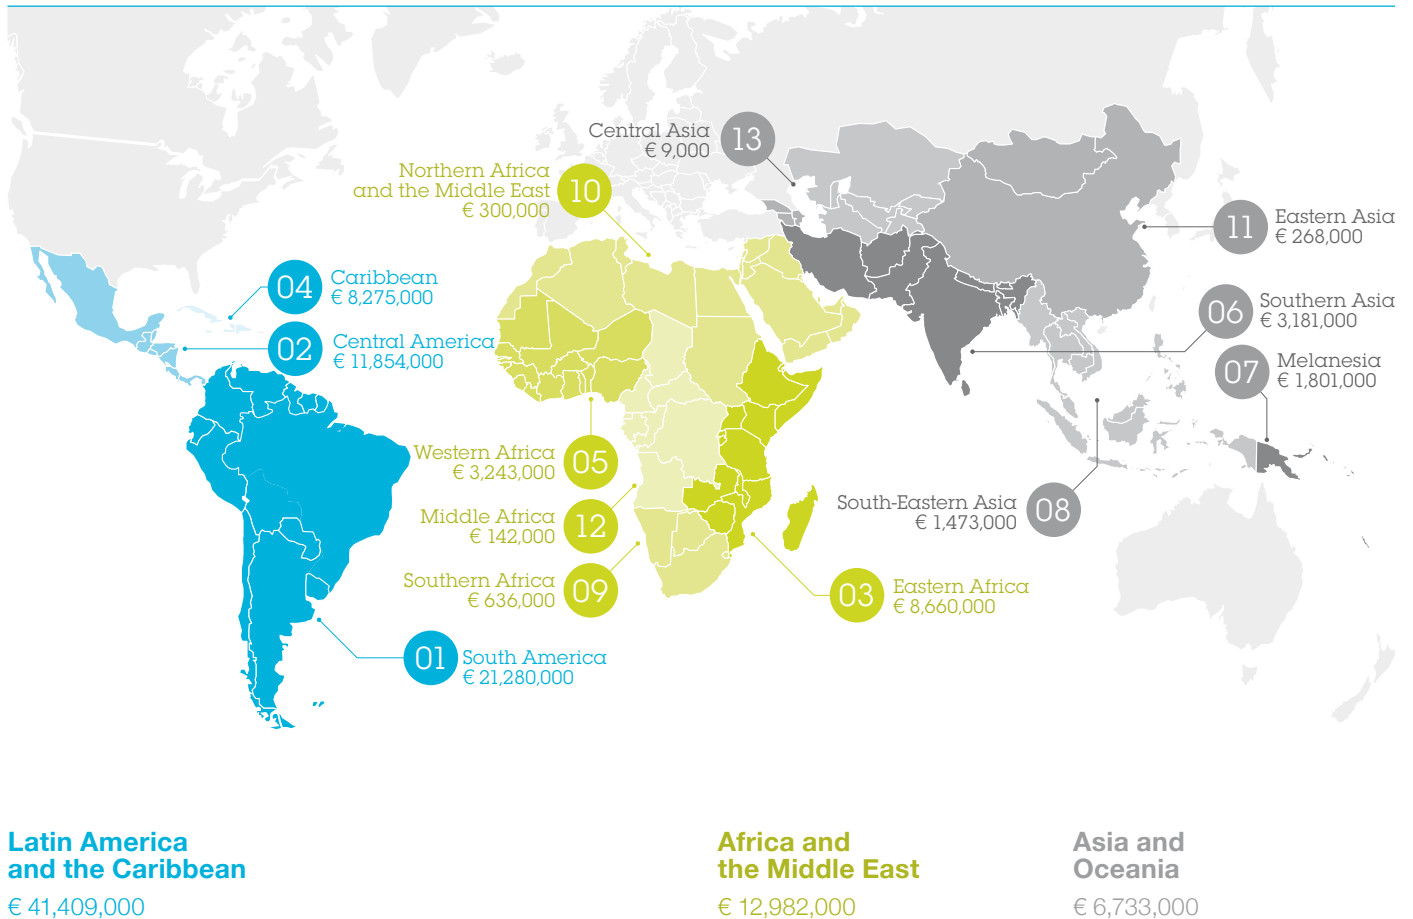 Central Asia
€ 9,000
13
Northern Africa
and the Middle East
€ 300,000
10
11
Eastern Asia
€ 268,000
04
Caribbean
€ 8,275,000
06
Southern Asia
€ 3,181,000
02
Central America
€ 11,854,000
07
Melanesia
€ 1,801,000
Western Africa
€ 3,243,000
05
South-Eastern Asia
€ 1,473,000
08
Middle Africa
€ 142,000
12
Southern Africa
€ 636,000
09
03
Eastern Africa
€ 8,660,000
01
South America
€ 21,280,000
Latin America
and the Caribbean
€ 41,409,000
Africa and
the Middle East
€ 12,982,000
Asia and
Oceania
€ 6,733,000